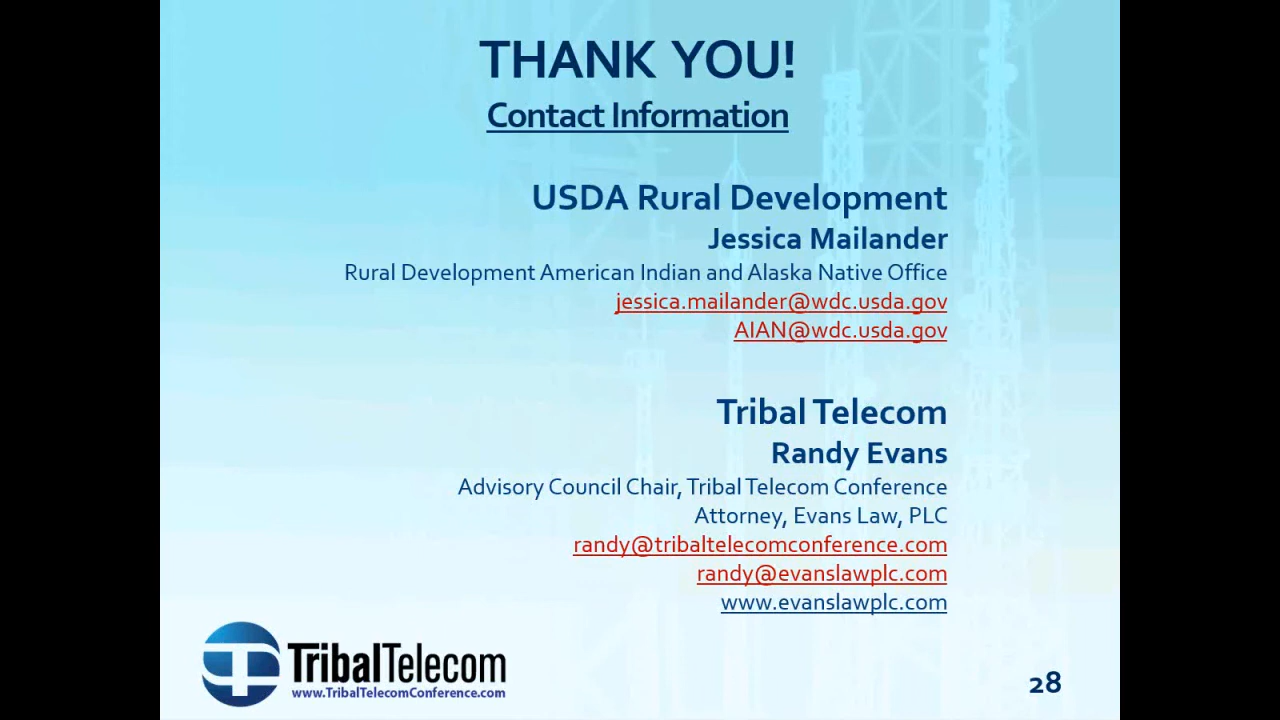 THANK YOU!
Contact Information
USDA Rural Development
Jessica Mailander
Rural Development American Indian and Alaska Native Office
jessica.mailander@wdc.usda.gov
AIAN@wdc.usda.gov
Tribal Telecom
Randy Evans
Advisory Council Chair, Tribal Telecom Conference
Attorney, Evans Law, PLC
randy@tribaltelecomconference.com
randy@evanslawplc.com
www.evanslawplc.com
TribalTelecom
www.TribalTelecomConference.com
28